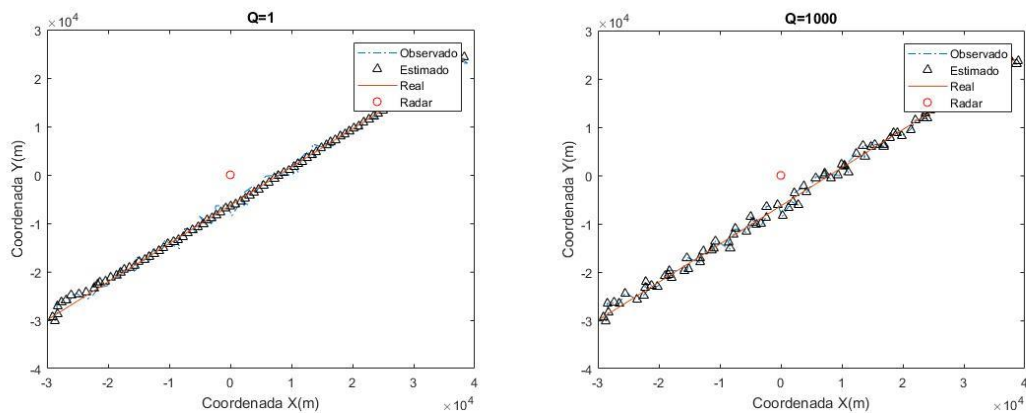 Q=1
×10⁴
3
2
1
0
-1
-2
-3
-4
Coordenada Y(m)
Observado
Estimado
Real
Radar
-3
-2
-1
0
1
2
3
4
Coordenada X(m)
×10⁴
Q=1000
×10⁴
3
2
1
0
-1
-2
-3
-4
Coordenada Y(m)
Observado
Estimado
Real
Radar
-3
-2
-1
0
1
2
3
4
Coordenada X(m)
×10⁴